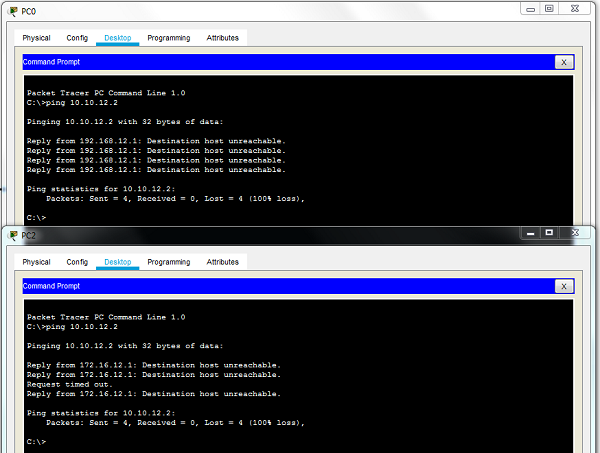 PC0
Physical Config Desktop Programming Attributes
Command Prompt X
Packet Tracer PC Command Line 1.0
C:\>ping 10.10.12.2
Pinging 10.10.12.2 with 32 bytes of data:
Reply from 192.168.12.1: Destination host unreachable.
Reply from 192.168.12.1: Destination host unreachable.
Reply from 192.168.12.1: Destination host unreachable.
Reply from 192.168.12.1: Destination host unreachable.
Ping statistics for 10.10.12.2:
Packets: Sent = 4, Received = 0, Lost = 4 (100% loss),
C:\>
PC2
Physical Config Desktop Programming Attributes
Command Prompt X
Packet Tracer PC Command Line 1.0
C:\>ping 10.10.12.2
Pinging 10.10.12.2 with 32 bytes of data:
Reply from 172.16.12.1: Destination host unreachable.
Reply from 172.16.12.1: Destination host unreachable.
Request timed out.
Reply from 172.16.12.1: Destination host unreachable.
Ping statistics for 10.10.12.2:
Packets: Sent = 4, Received = 0, Lost = 4 (100% loss),
C:\>